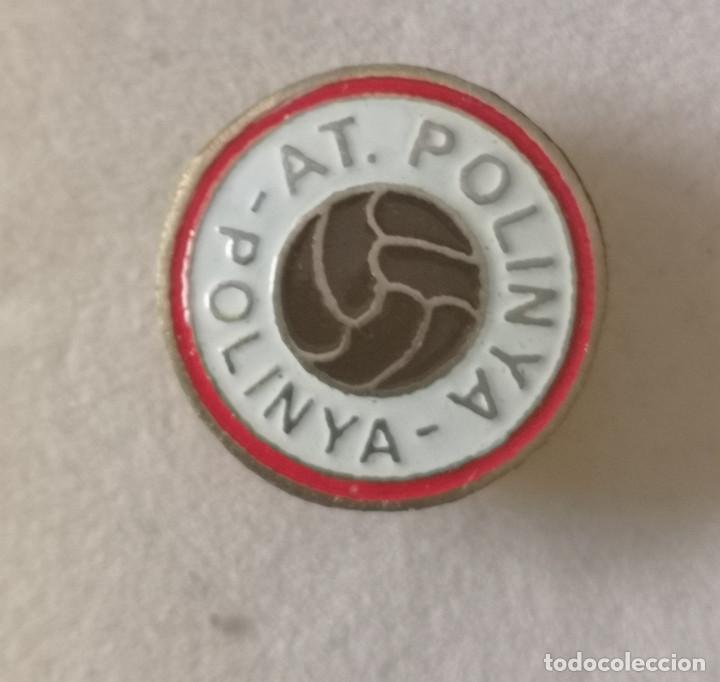 AT. POLINYA -
POLINYA -
todocoleccion